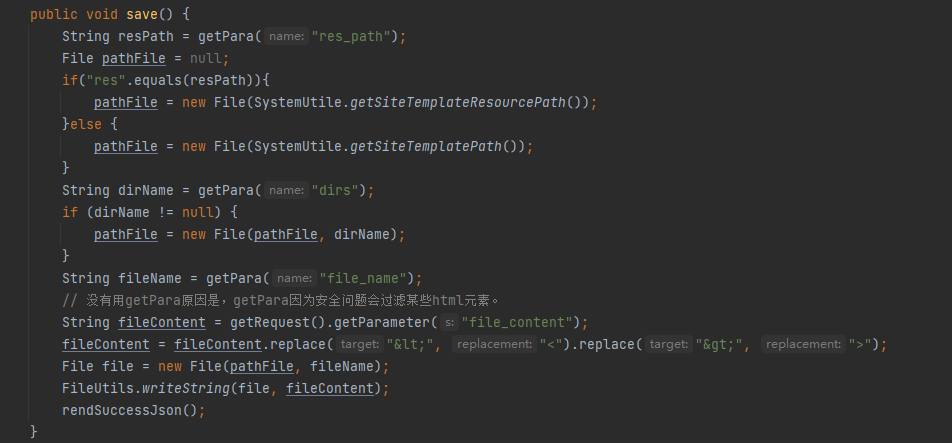 public void save() {
String resPath = getPara( name: "res_path");
File pathFile = null;
if("res".equals(resPath)){
pathFile = new File(SystemUtile.getSiteTemplateResourcePath());
}else {
pathFile = new File(SystemUtile.getSiteTemplatePath());
}
String dirName = getPara( name: "dirs");
if (dirName != null) {
pathFile = new File(pathFile, dirName);
}
String fileName = getPara( name: "file_name");
// 没有用getPara原因是，getPara因为安全问题会过滤某些html元素。
String fileContent = getRequest().getParameter( s: "file_content");
fileContent = fileContent.replace( target: "&lt;", replacement: "<").replace( target: "&gt;", replacement: ">");
File file = new File(pathFile, fileName);
FileUtils.writeString(file, fileContent);
rendSuccessJson();
}